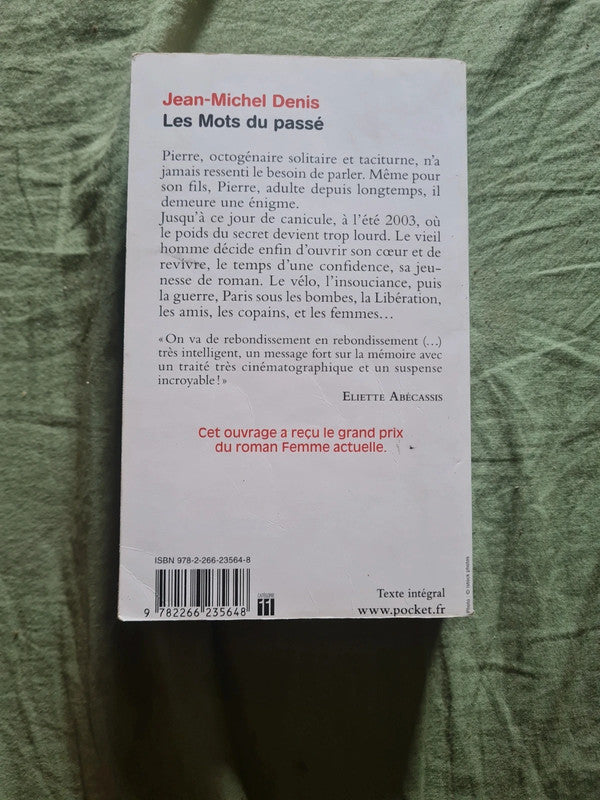 Jean-Michel Denis
Les Mots du passé
Pierre, octogénaire solitaire et taciturne, n'a
jamais ressenti le besoin de parler. Même pour
son fils, Pierre, adulte depuis longtemps, il
demeure une énigme.
Jusqu'à ce jour de canicule, à l'été 2003, où
le poids du secret devient trop lourd. Le vieil
homme décide enfin d'ouvrir son cœur et de
revivre, le temps d'une confidence, sa jeu-
nesse de roman. Le vélo, l'insouciance, puis
la guerre, Paris sous les bombes, la Libération,
les amis, les copains, et les femmes…
« On va de rebondissement en rebondissement (…)
très intelligent, un message fort sur la mémoire avec
un traité très cinématographique et un suspense
incroyable ! »
ELIETTE ABÉCASSIS
Cet ouvrage a reçu le grand prix
du roman Femme actuelle.
ISBN 978-2-266-23564-8
9 782266 235648
CATÉGORIE
11
Texte intégral
www.pocket.fr
Photo : © Istock photos